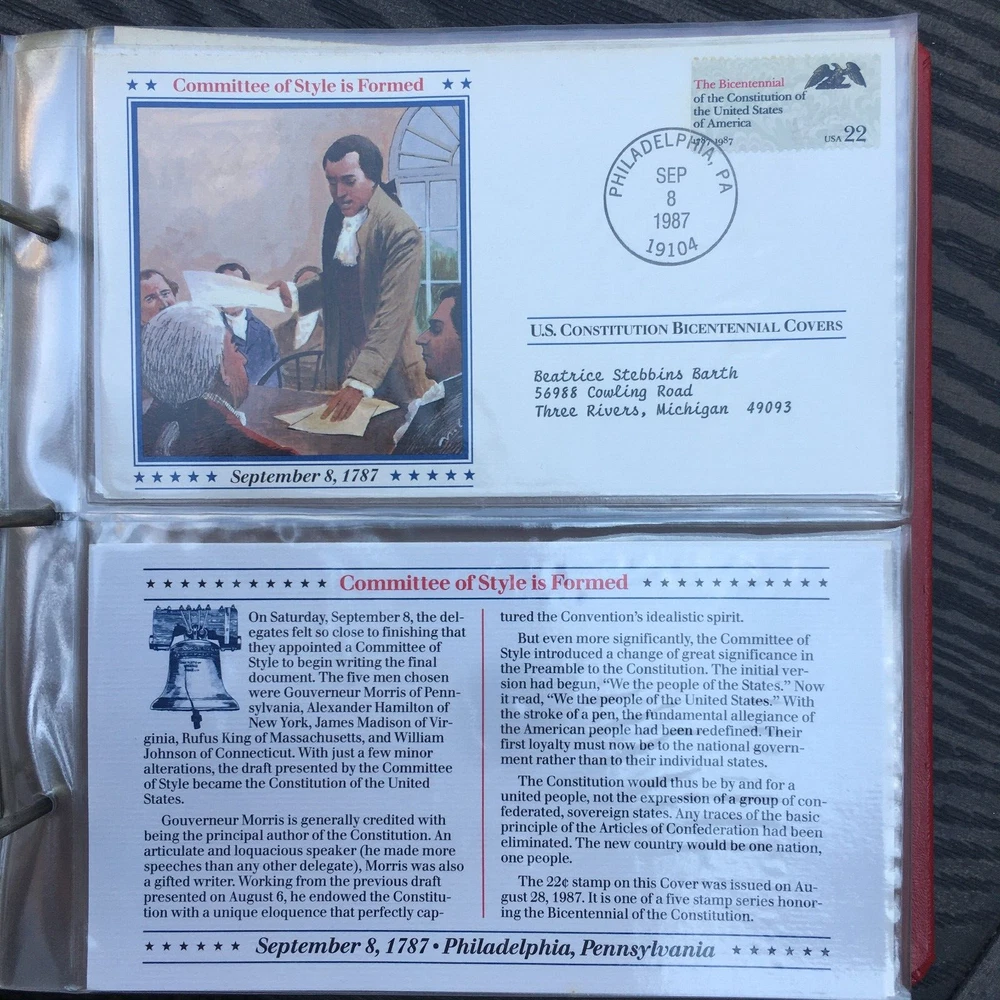 ★ ★ Committee of Style is Formed ★ ★
★ ★ ★ ★ ★ September 8, 1787 ★ ★ ★ ★ ★
The Bicentennial
of the Constitution of
the United States
of America
1787-1987 USA 22
PHILADELPHIA, PA
SEP
8
1987
19104
U.S. CONSTITUTION BICENTENNIAL COVERS
Beatrice Stebbins Barth
56988 Cowling Road
Three Rivers, Michigan 49093
★ ★ ★ ★ ★ ★ ★ ★ ★ ★ ★ Committee of Style is Formed ★ ★ ★ ★ ★ ★ ★ ★ ★ ★ ★
On Saturday, September 8, the del-
egates felt so close to finishing that
they appointed a Committee of
Style to begin writing the final
document. The five men chosen
were Gouverneur Morris of Penn-
sylvania, Alexander Hamilton of
New York, James Madison of Vir-
ginia, Rufus King of Massachusetts, and William
Johnson of Connecticut. With just a few minor
alterations, the draft presented by the Committee
of Style became the Constitution of the United
States.
Gouverneur Morris is generally credited with
being the principal author of the Constitution. An
articulate and loquacious speaker (he made more
speeches than any other delegate), Morris was also
a gifted writer. Working from the previous draft
presented on August 6, he endowed the Constitu-
tion with a unique eloquence that perfectly cap-
tured the Convention's idealistic spirit.
But even more significantly, the Committee of
Style introduced a change of great significance in
the Preamble to the Constitution. The initial ver-
sion had begun, “We the people of the States.” Now
it read, “We the people of the United States.” With
the stroke of a pen, the fundamental allegiance of
the American people had been redefined. Their
first loyalty must now be to the national govern-
ment rather than to their individual states.
The Constitution would thus be by and for a
united people, not the expression of a group of con-
federated, sovereign states. Any traces of the basic
principle of the Articles of Confederation had been
eliminated. The new country would be one nation,
one people.
The 22¢ stamp on this Cover was issued on Au-
gust 28, 1987. It is one of a five stamp series honor-
ing the Bicentennial of the Constitution.
★ ★ ★ ★ ★ ★ September 8, 1787 • Philadelphia, Pennsylvania ★ ★ ★ ★ ★ ★